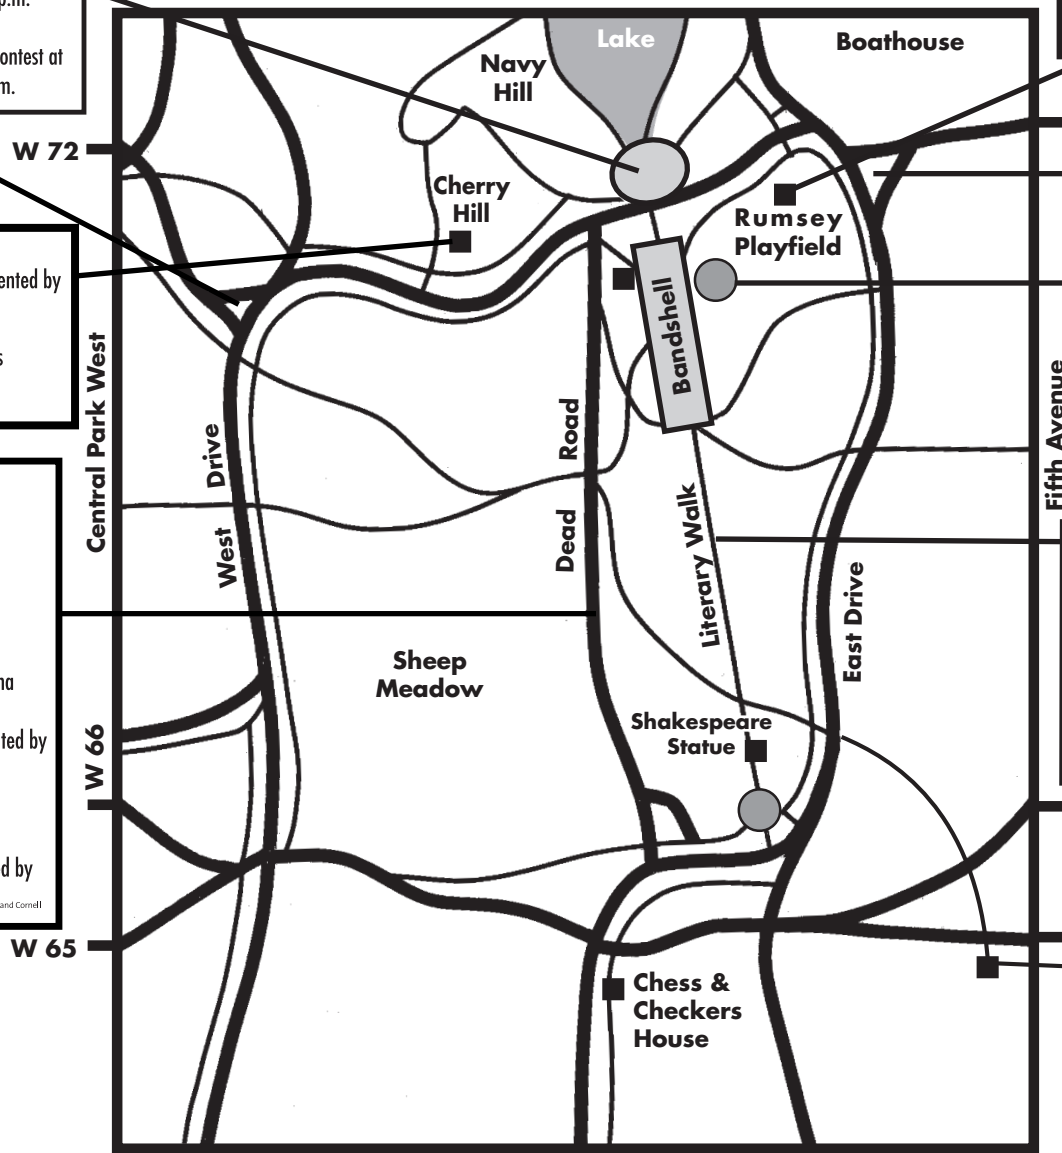 p.m.
ontest at
m.
W 72
ented by
s
Central Park West
na
ted by
W 66
d by
and Cornell
W 65
Lake
Boathouse
Navy
Hill
Cherry
Hill
Rumsey
Playfield
Bandshell
Drive
West
Road
Dead
Literary Walk
East Drive
Fifth Avenue
Sheep
Meadow
Shakespeare
Statue
Chess &
Checkers
House